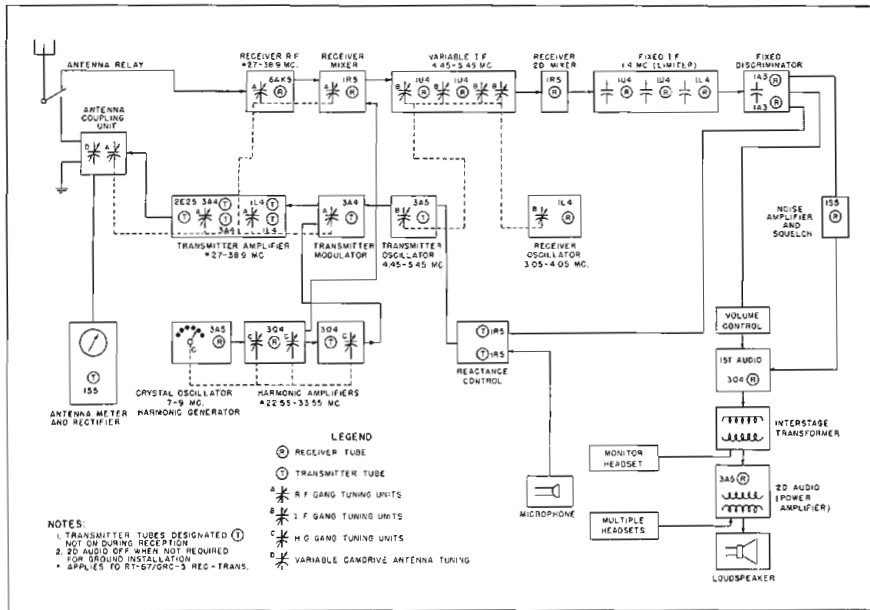 ANTENNA RELAY
RECEIVER R F
*27-38.9 MC.
6AK5
A
R
RECEIVER
MIXER
1R5
A
R
VARIABLE I F
4.45-5.45 MC
1U4
1U4
B
R
B
R
B
B
RECEIVER
2D MIXER
1R5
R
FIXED I F
1.4 MC (LIMITER)
1U4
1U4
1L4
R
R
R
FIXED
DISCRIMINATOR
1A3
R
R
1A3
ANTENNA
COUPLING
UNIT
D
A
2E25
3A4
T
T
A
T
3A4
1L4
T
A
T
1L4
TRANSMITTER AMPLIFIER
*27-38.9 MC
3A4
A
T
TRANSMITTER
MODULATOR
3A5
B
T
TRANSMITTER
OSCILLATOR
4.45-5.45 MC
1L4
B
R
RECEIVER
OSCILLATOR
3.05-4.05 MC.
1S5
R
NOISE
AMPLIFIER
AND
SQUELCH
3A5
R
C
CRYSTAL OSCILLATOR
7-9 MC.
HARMONIC GENERATOR
3Q4
C
R
C
3Q4
T
C
HARMONIC AMPLIFIERS
*22.55-33.55 MC
T
1R5
T
1R5
REACTANCE
CONTROL
VOLUME
CONTROL
1ST AUDIO
3Q4
R
T
1S5
ANTENNA METER
AND RECTIFIER
INTERSTAGE
TRANSFORMER
MONITOR
HEADSET
3A5
R
2D AUDIO
(POWER
AMPLIFIER)
MULTIPLE
HEADSETS
MICROPHONE
LOUDSPEAKER
LEGEND
R RECEIVER TUBE
T TRANSMITTER TUBE
A R F GANG TUNING UNITS
B I F GANG TUNING UNITS
C H G GANG TUNING UNITS
D VARIABLE CAMDRIVE ANTENNA TUNING
NOTES:
1. TRANSMITTER TUBES DESIGNATED T
NOT ON DURING RECEPTION
2. 2D AUDIO OFF WHEN NOT REQUIRED
FOR GROUND INSTALLATION
* APPLIES TO RT-67/GRC-3 REC-TRANS.